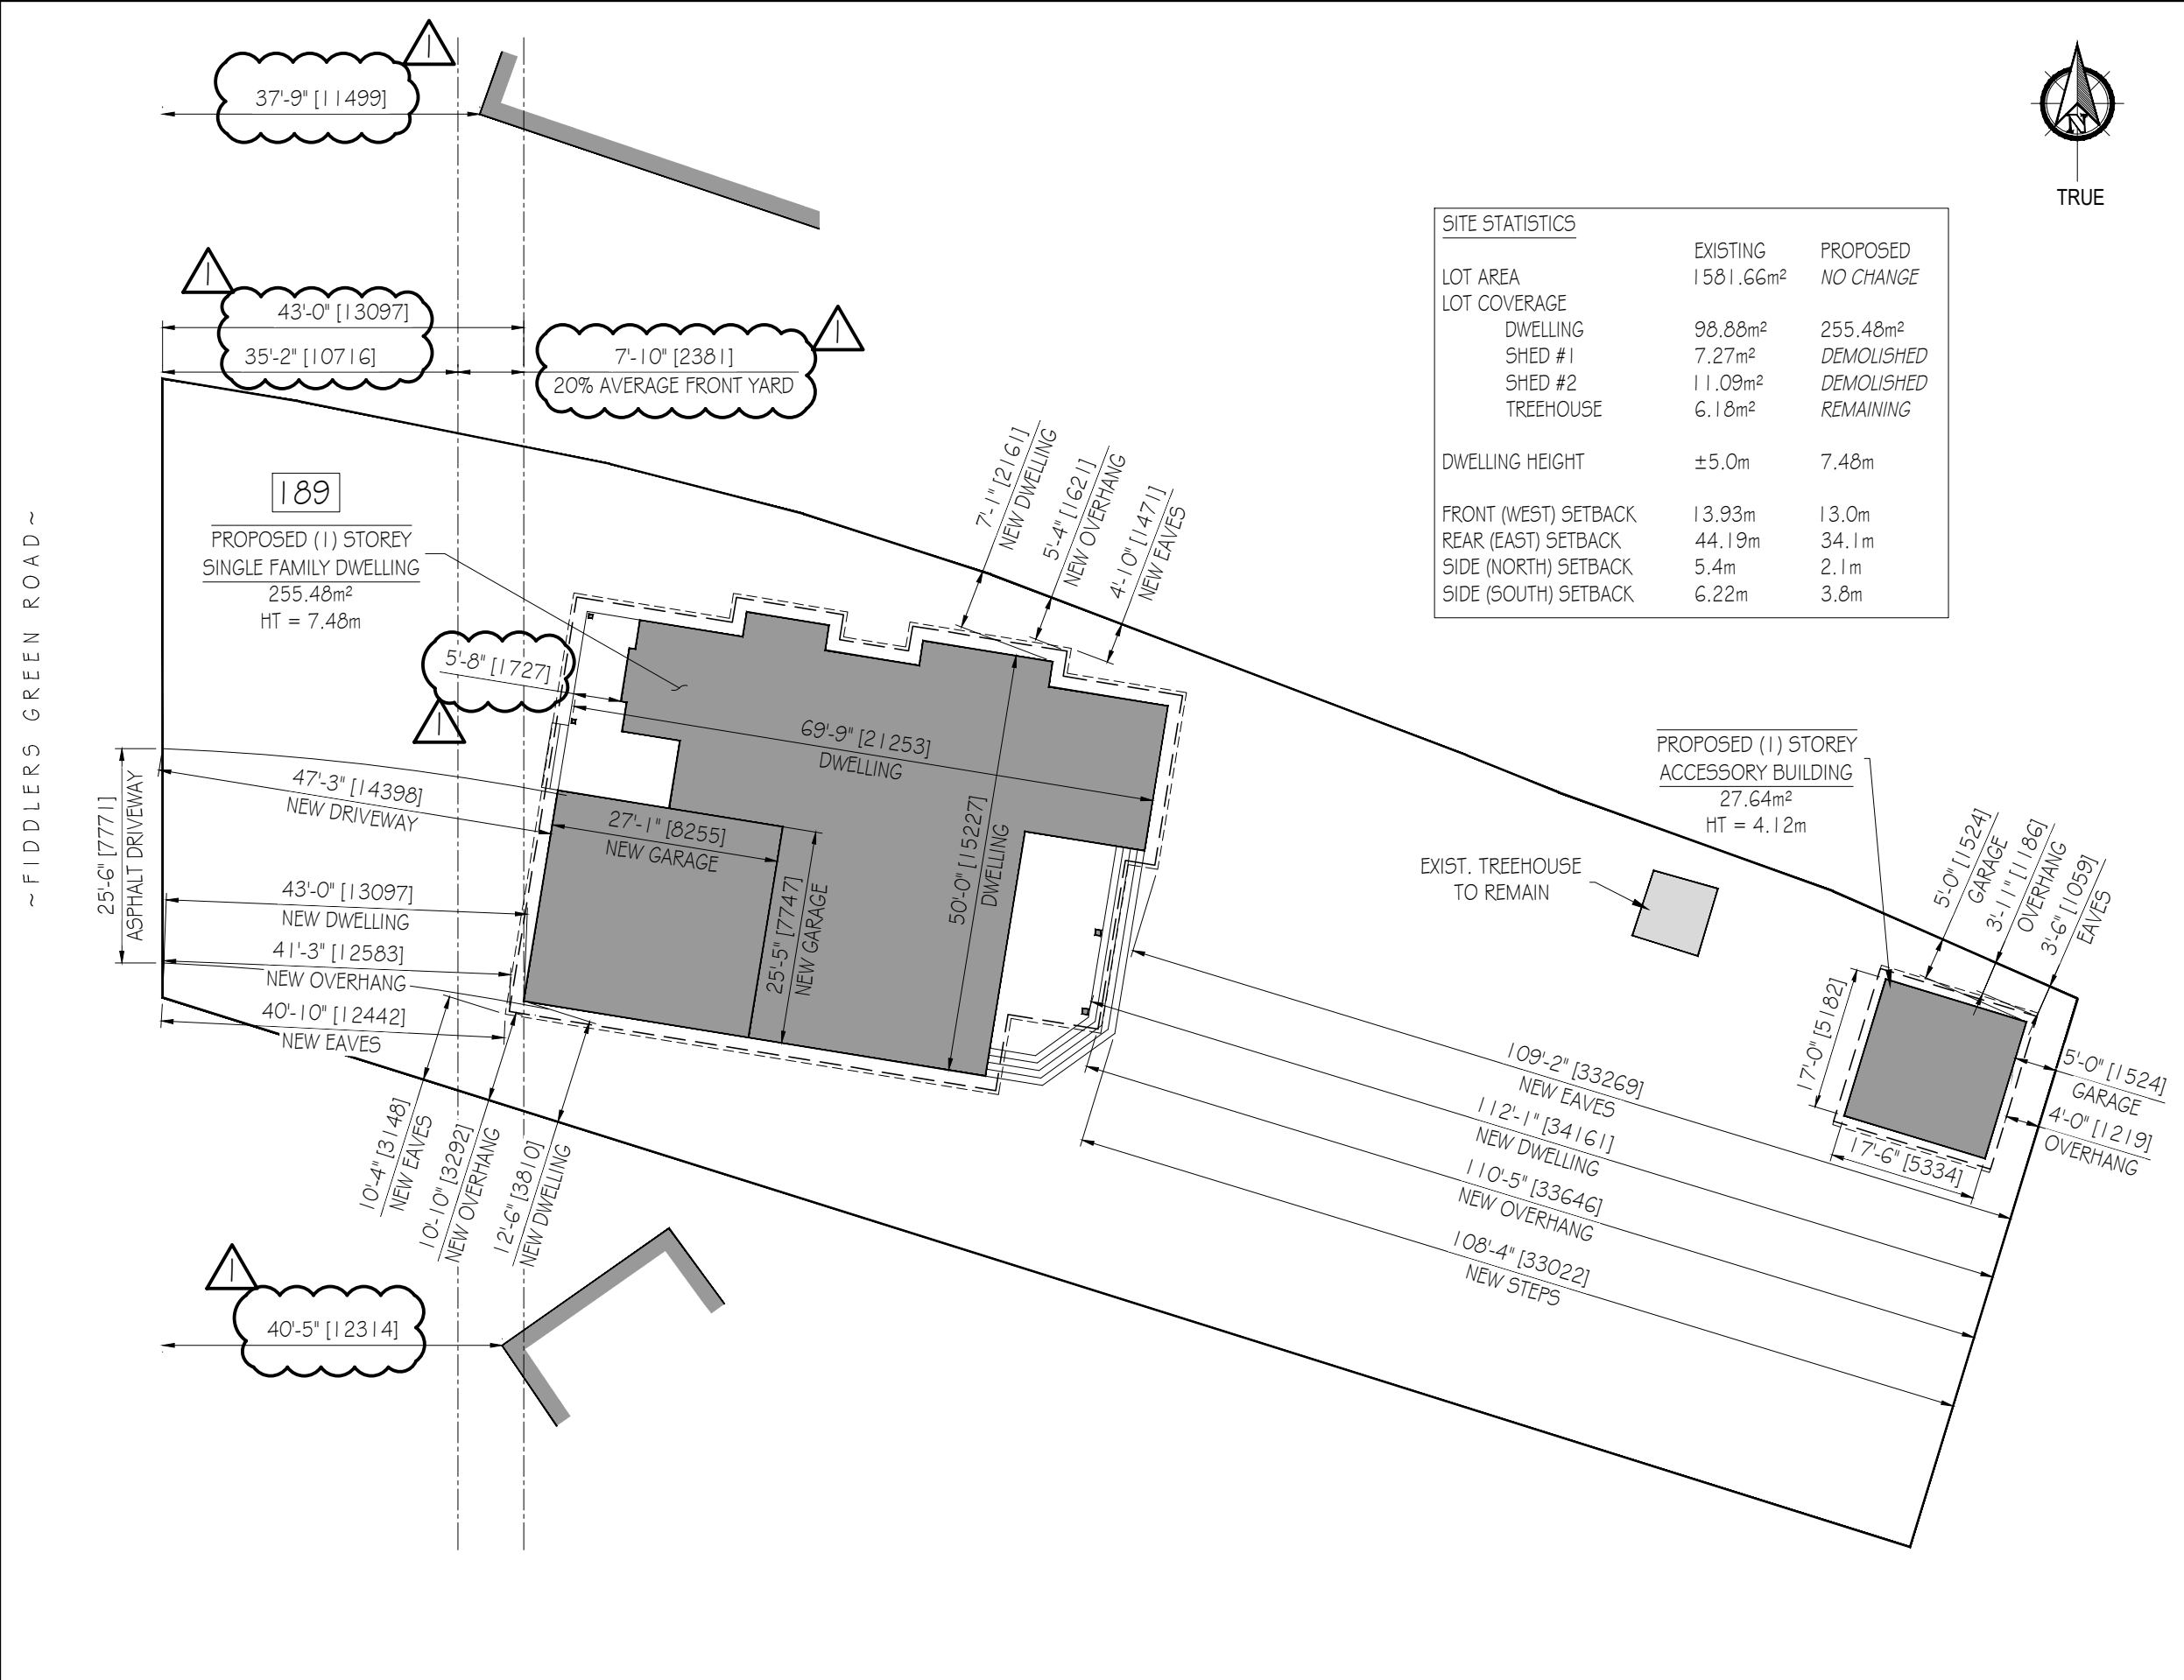 37'-9" [11499]
1
N
TRUE
SITE STATISTICS
EXISTING PROPOSED
LOT AREA 1581.66m² NO CHANGE
LOT COVERAGE
DWELLING 98.88m² 255.48m²
SHED #1 7.27m² DEMOLISHED
SHED #2 11.09m² DEMOLISHED
TREEHOUSE 6.18m² REMAINING
DWELLING HEIGHT ±5.0m 7.48m
FRONT (WEST) SETBACK 13.93m 13.0m
REAR (EAST) SETBACK 44.19m 34.1m
SIDE (NORTH) SETBACK 5.4m 2.1m
SIDE (SOUTH) SETBACK 6.22m 3.8m
1
43'-0" [13097]
35'-2" [10716]
1
7'-10" [2381]
20% AVERAGE FRONT YARD
~FIDDLERS GREEN ROAD~
189
PROPOSED (1) STOREY
SINGLE FAMILY DWELLING
255.48m²
HT = 7.48m
7'-1" [2161]
NEW DWELLING
5'-4" [1621]
NEW OVERHANG
4'-10" [1471]
NEW EAVES
5'-8" [1727]
1
69'-9" [21253]
DWELLING
50'-0" [15227]
DWELLING
27'-1" [8255]
NEW GARAGE
25'-5" [7747]
NEW GARAGE
25'-6" [7771]
ASPHALT DRIVEWAY
47'-3" [14398]
NEW DRIVEWAY
43'-0" [13097]
NEW DWELLING
41'-3" [12583]
NEW OVERHANG
40'-10" [12442]
NEW EAVES
10'-4" [3148]
NEW EAVES
10'-10" [3292]
NEW OVERHANG
12'-6" [3810]
NEW DWELLING
PROPOSED (1) STOREY
ACCESSORY BUILDING
27.64m²
HT = 4.12m
EXIST. TREEHOUSE
TO REMAIN
5'-0" [1524]
GARAGE
3'-11" [1186]
OVERHANG
3'-6" [1059]
EAVES
17'-0" [5182]
17'-6" [5334]
5'-0" [1524]
GARAGE
4'-0" [1219]
OVERHANG
109'-2" [33269]
NEW EAVES
112'-1" [34161]
NEW DWELLING
110'-5" [33646]
NEW OVERHANG
108'-4" [33022]
NEW STEPS
1
40'-5" [12314]